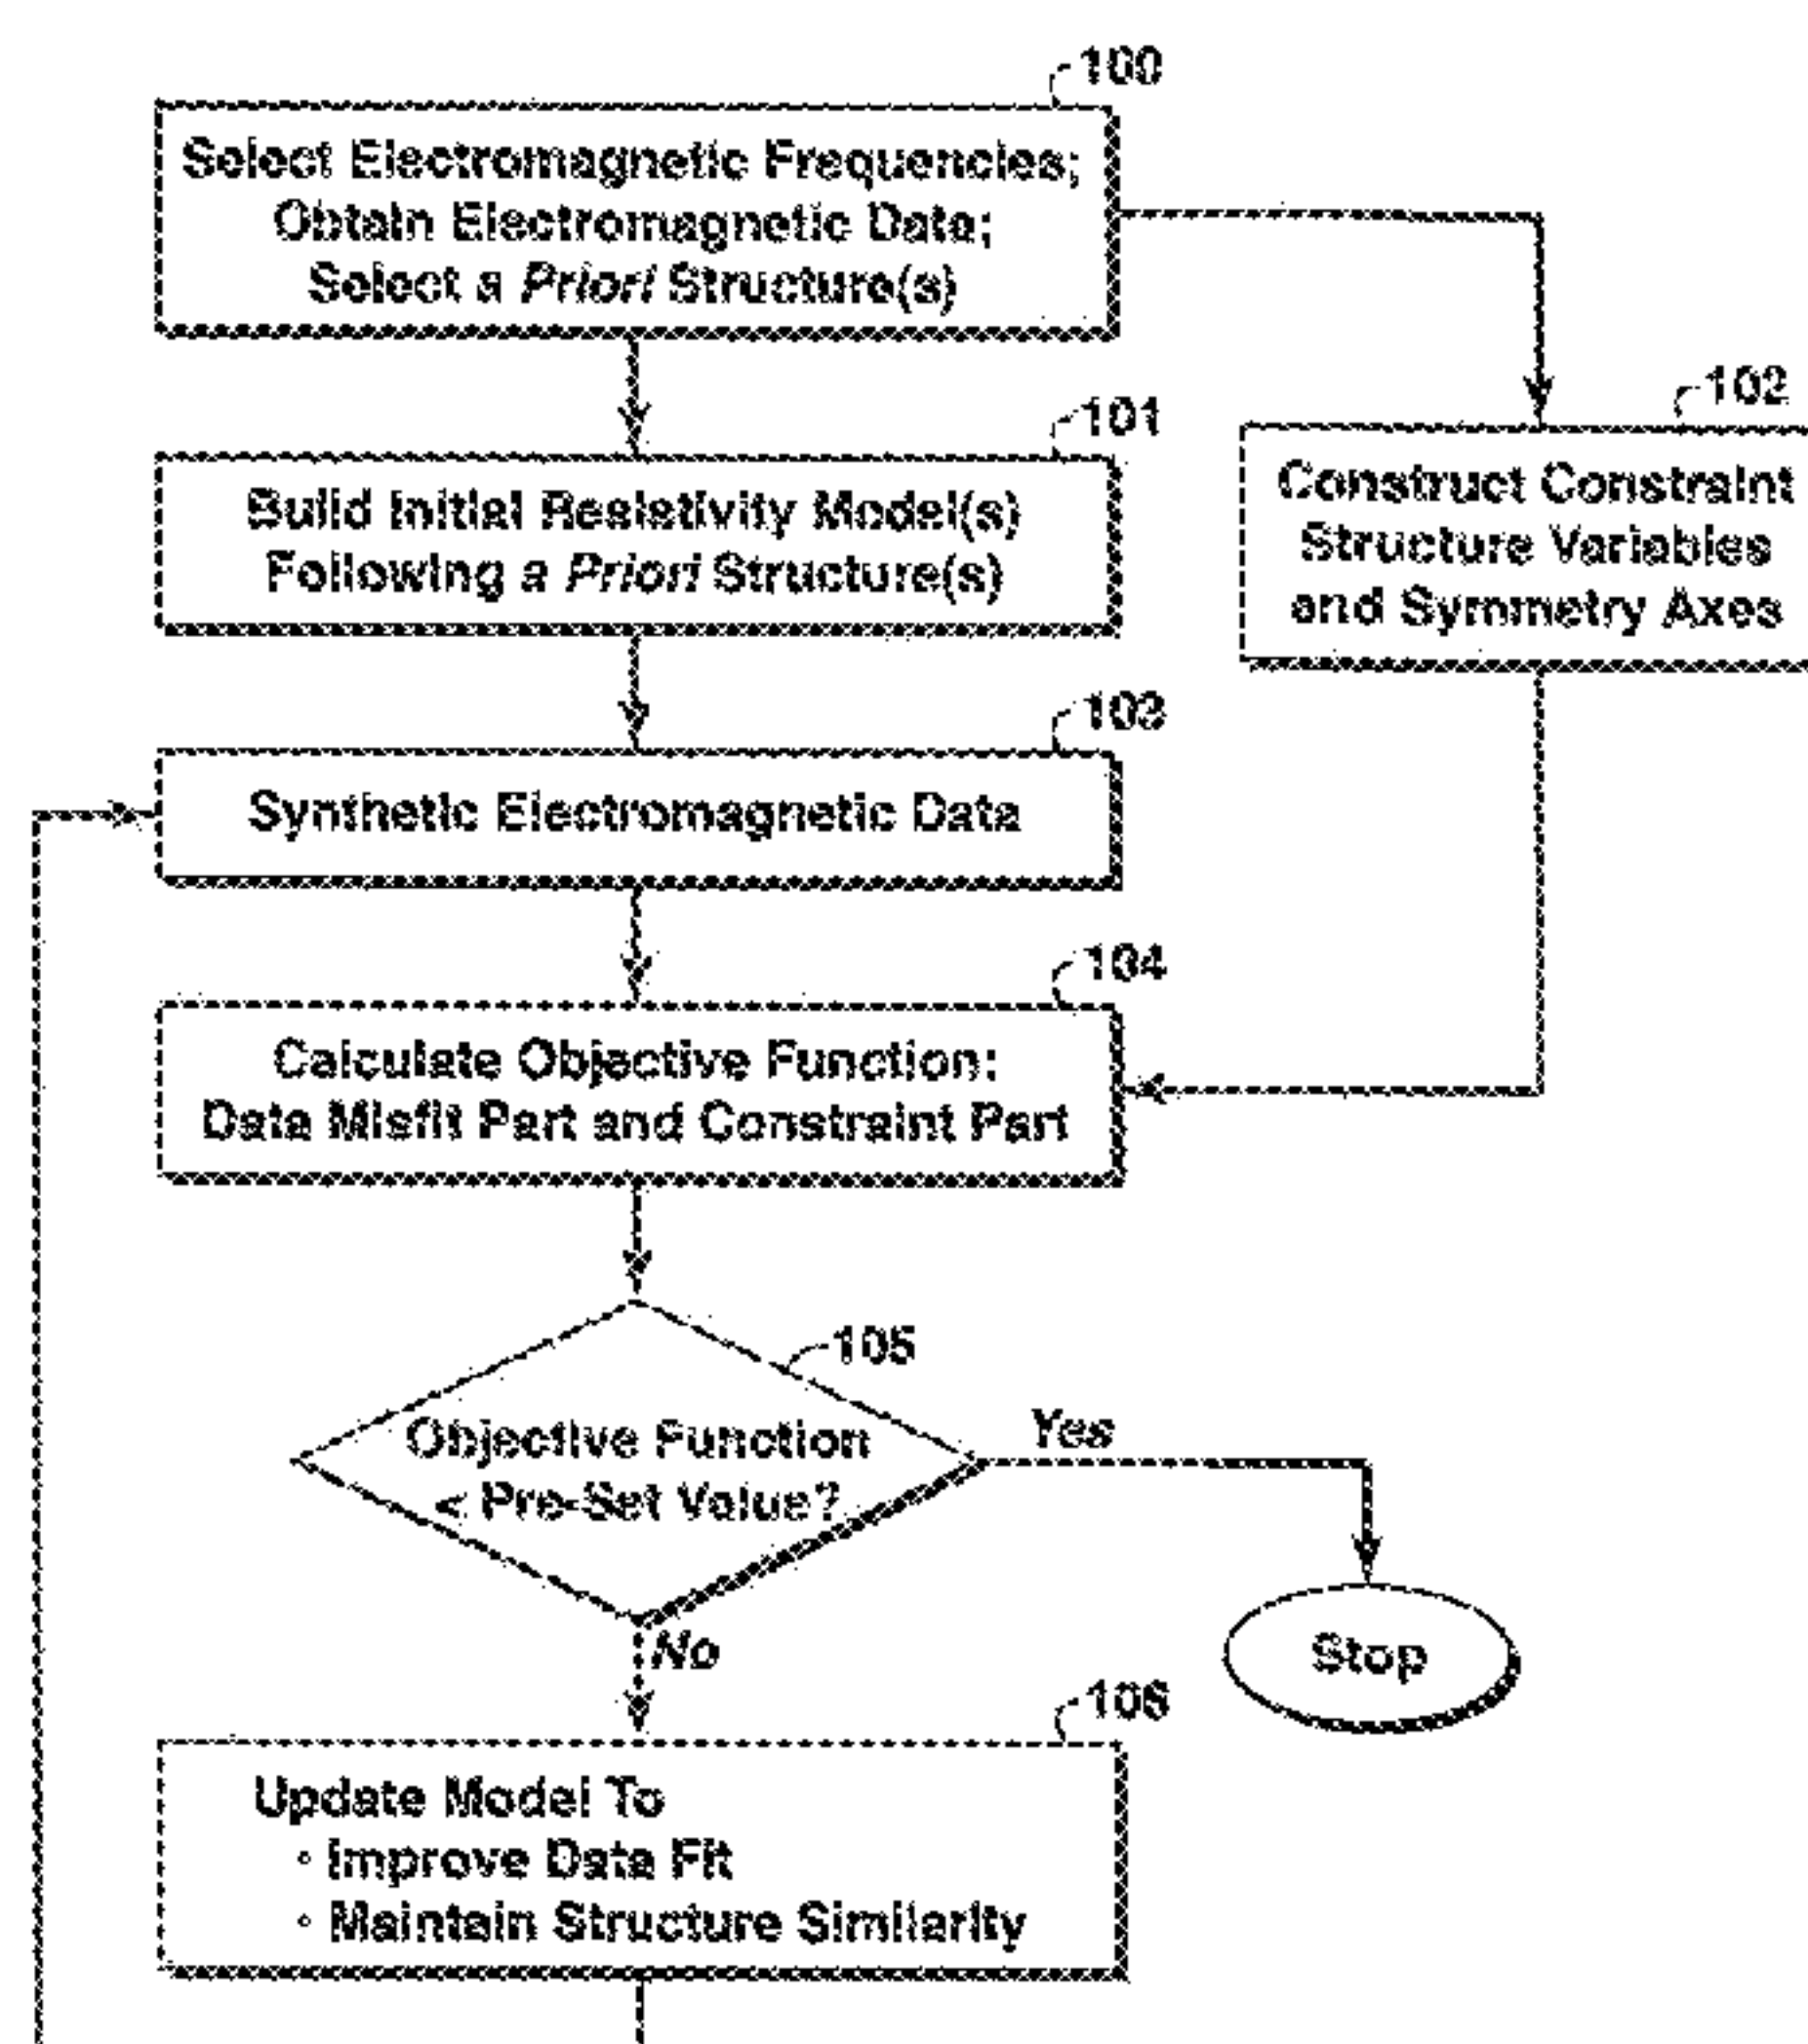 100
Select Electromagnetic Frequencies;
Obtain Electromagnetic Data;
Select a Priori Structure(s)
101
Build Initial Resistivity Model(s)
Following a Priori Structure(s)
102
Construct Constraint
Structure Variables
and Symmetry Axes
103
Synthetic Electromagnetic Data
104
Calculate Objective Function:
Data Misfit Part and Constraint Part
105
Objective Function
< Pre-Set Value?
Yes
Stop
No
106
Update Model To
• Improve Data Fit
• Maintain Structure Similarity